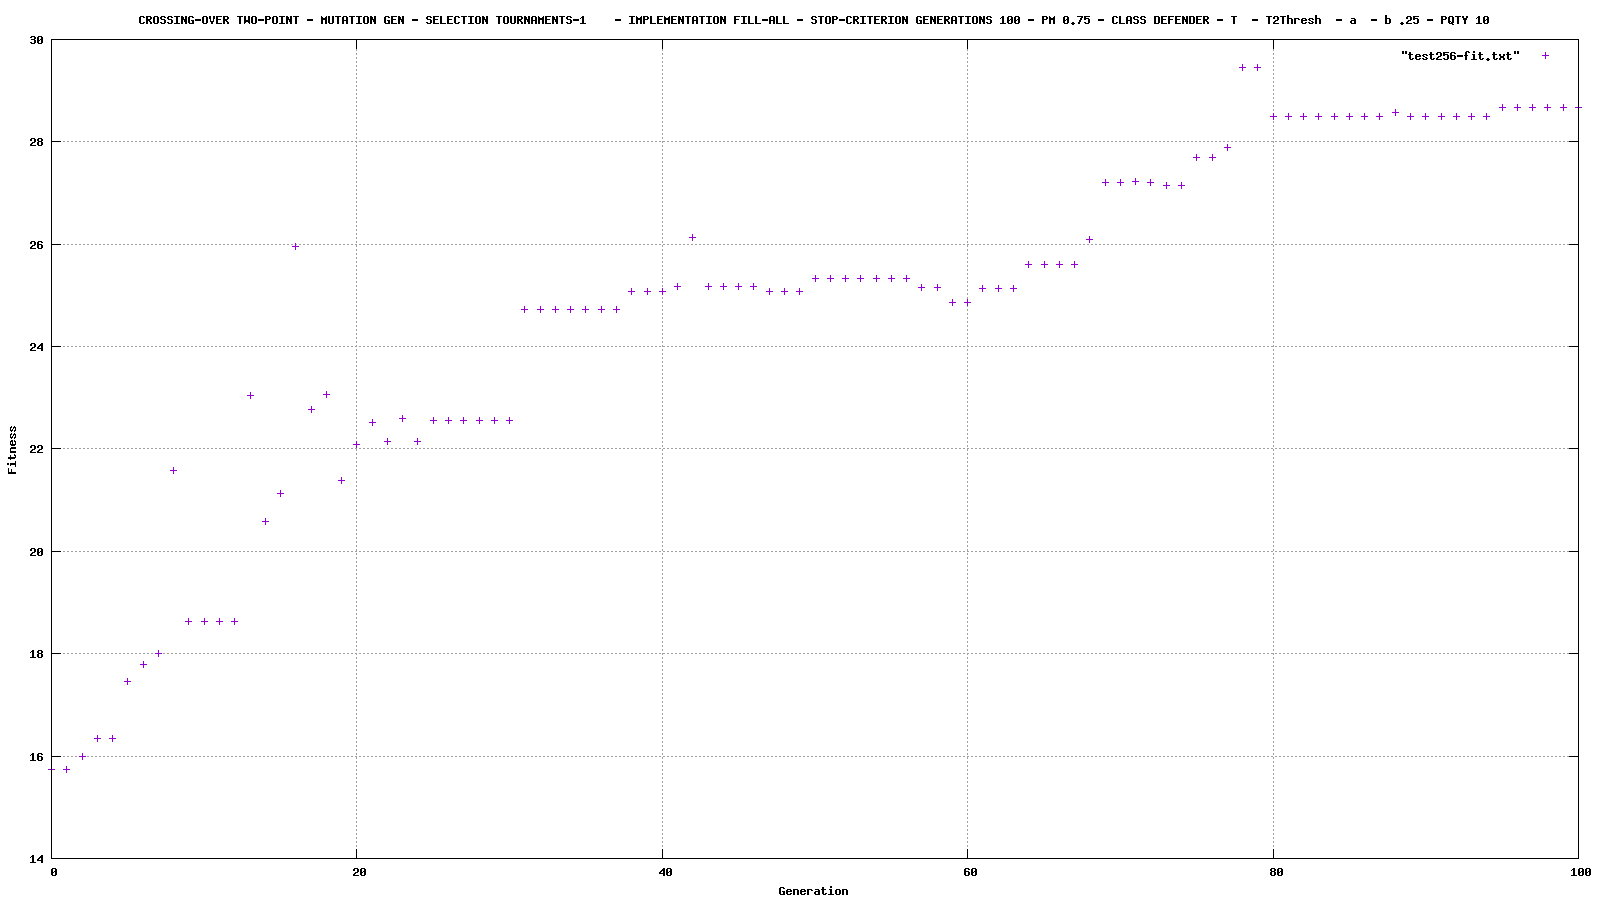 CROSSING-OVER TWO-POINT - MUTATION GEN - SELECTION TOURNAMENTS-1    - IMPLEMENTATION FILL-ALL - STOP-CRITERION GENERATIONS 100 - PM 0.75 - CLASS DEFENDER - T  - T2Thresh  - a  - b .25 - PQTY 10
"test256-fit.txt"
30
28
26
24
22
20
18
16
14
Fitness
0 20 40 60 80 100
Generation